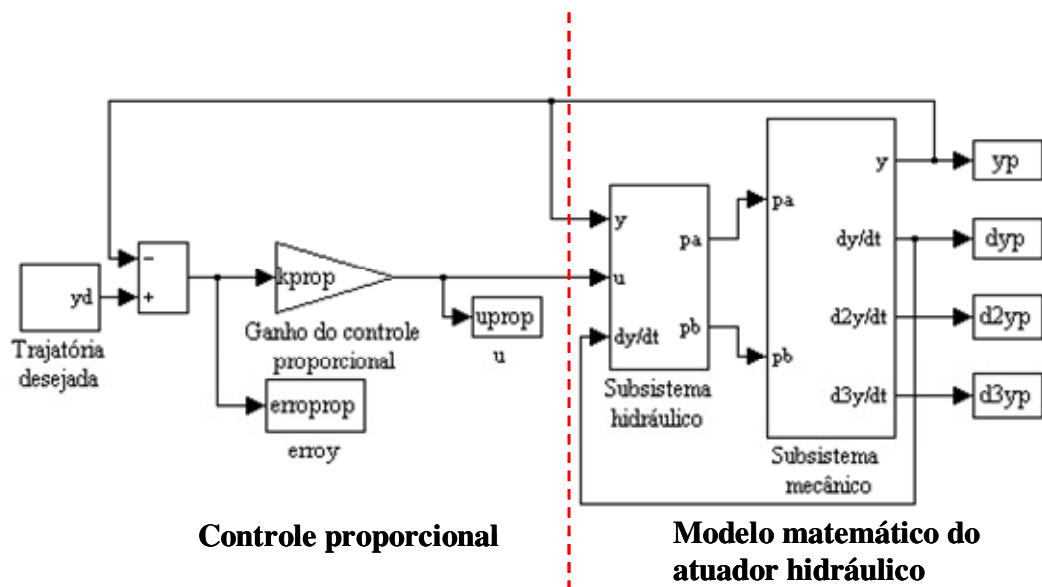 yd
Trajatória
desejada
−
+
kprop
Ganho do controle
proporcional
uprop
u
erroprop
erroy
y
u
dy/dt
pa
pb
Subsistema
hidráulico
pa
pb
y
dy/dt
d2y/dt
d3y/dt
Subsistema
mecânico
yp
dyp
d2yp
d3yp
Controle proporcional
Modelo matemático do
atuador hidráulico